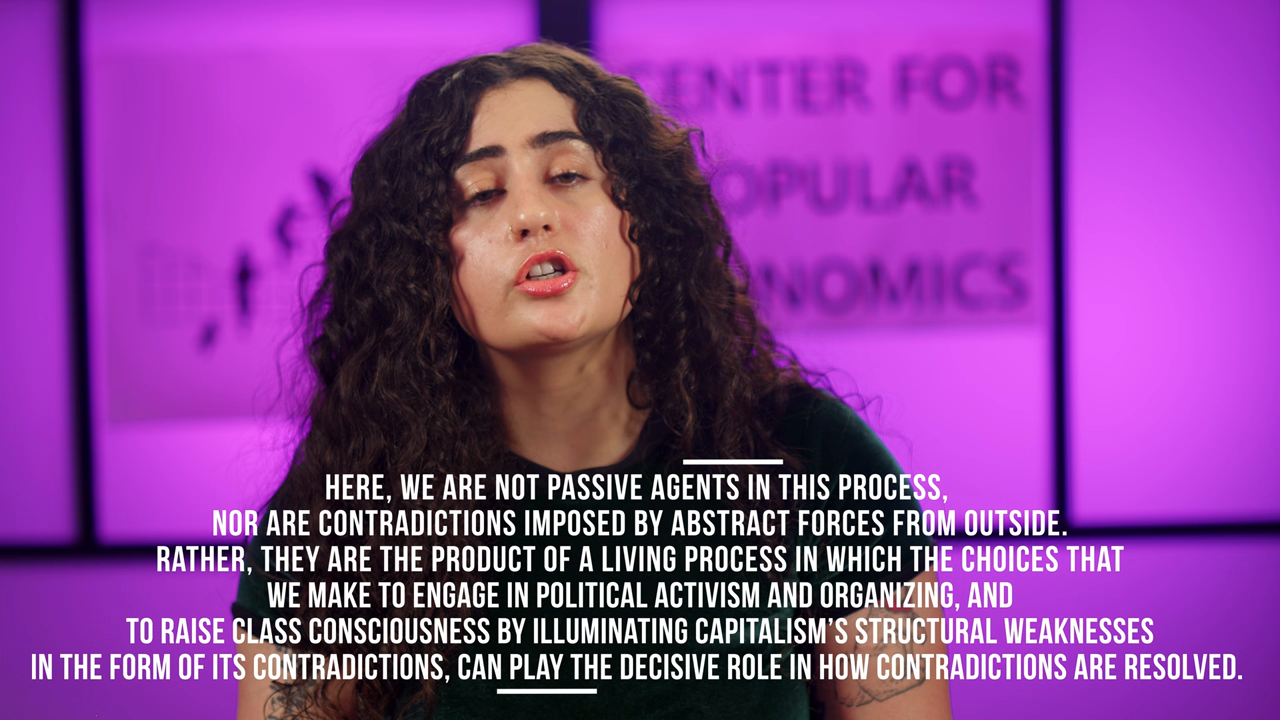 CENTER FOR
POPULAR
ECONOMICS
HERE, WE ARE NOT PASSIVE AGENTS IN THIS PROCESS,
NOR ARE CONTRADICTIONS IMPOSED BY ABSTRACT FORCES FROM OUTSIDE.
RATHER, THEY ARE THE PRODUCT OF A LIVING PROCESS IN WHICH THE CHOICES THAT
WE MAKE TO ENGAGE IN POLITICAL ACTIVISM AND ORGANIZING, AND
TO RAISE CLASS CONSCIOUSNESS BY ILLUMINATING CAPITALISM’S STRUCTURAL WEAKNESSES
IN THE FORM OF ITS CONTRADICTIONS, CAN PLAY THE DECISIVE ROLE IN HOW CONTRADICTIONS ARE RESOLVED.